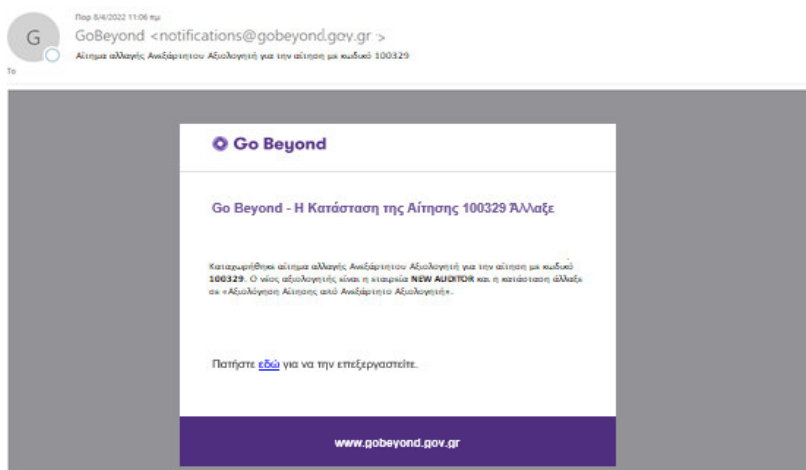 Παρ 8/4/2022 11:06 πμ
G
GoBeyond <notifications@gobeyond.gov.gr >
Αίτημα αλλαγής Ανεξάρτητου Αξιολογητή για την αίτηση με κωδικό 100329
To
Go Beyond
Go Beyond - Η Κατάσταση της Αίτησης 100329 Άλλαξε
Καταχωρήθηκε αίτημα αλλαγής Ανεξάρτητου Αξιολογητή για την αίτηση με κωδικό
100329. Ο νέος αξιολογητής είναι η εταιρεία NEW AUDITOR και η κατάσταση άλλαξε
σε «Αξιολόγηση Αίτησης από Ανεξάρτητο Αξιολογητή».
Πατήστε εδώ για να την επεξεργαστείτε.
www.gobeyond.gov.gr